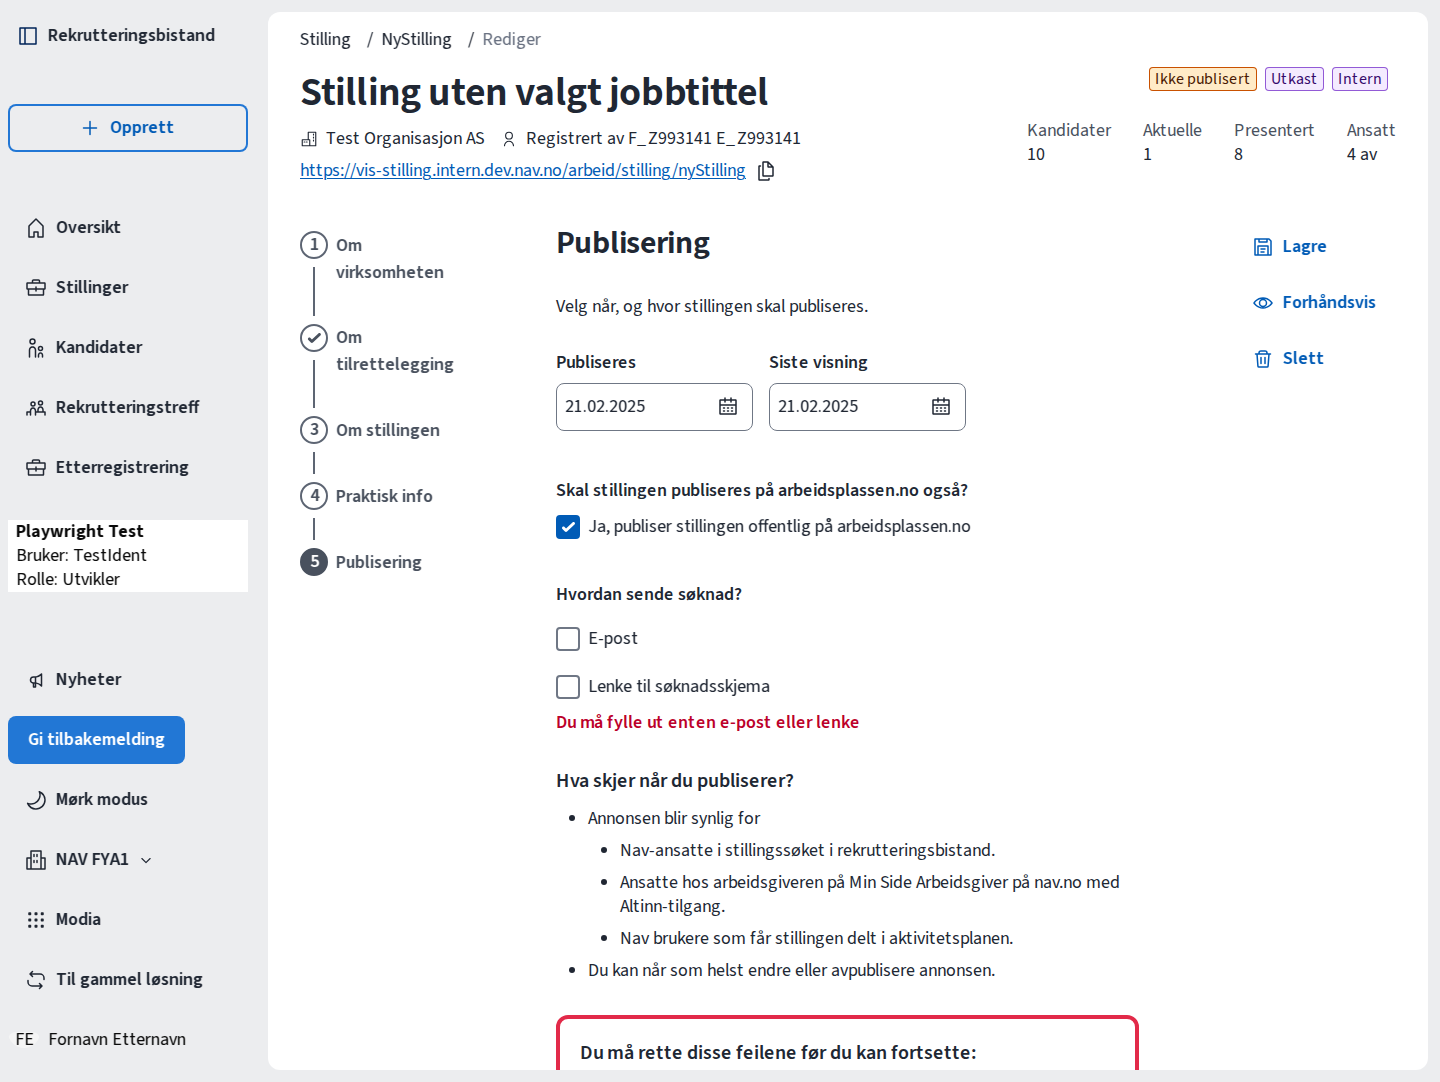 Rekrutteringsbistand
Opprett
Oversikt
Stillinger
Kandidater
Rekrutteringstreff
Etterregistrering
Playwright Test
Bruker: TestIdent
Rolle: Utvikler
Nyheter
Gi tilbakemelding
Mørk modus
NAV FYA1
Modia
Til gammel løsning
FE Fornavn Etternavn
Stilling / NyStilling / Rediger
Stilling uten valgt jobbtittel
Test Organisasjon AS Registrert av F_Z993141 E_Z993141
https://vis-stilling.intern.dev.nav.no/arbeid/stilling/nyStilling
Ikke publisert Utkast Intern
Kandidater Aktuelle Presentert Ansatt
10 1 8 4 av
1 Om
virksomheten
Om
tilrettelegging
3 Om stillingen
4 Praktisk info
5 Publisering
Publisering
Velg når, og hvor stillingen skal publiseres.
Publiseres Siste visning
21.02.2025 21.02.2025
Skal stillingen publiseres på arbeidsplassen.no også?
Ja, publiser stillingen offentlig på arbeidsplassen.no
Hvordan sende søknad?
E-post
Lenke til søknadsskjema
Du må fylle ut enten e-post eller lenke
Hva skjer når du publiserer?
Annonsen blir synlig for
Nav-ansatte i stillingssøket i rekrutteringsbistand.
Ansatte hos arbeidsgiveren på Min Side Arbeidsgiver på nav.no med
Altinn-tilgang.
Nav brukere som får stillingen delt i aktivitetsplanen.
Du kan når som helst endre eller avpublisere annonsen.
Du må rette disse feilene før du kan fortsette:
Lagre
Forhåndsvis
Slett